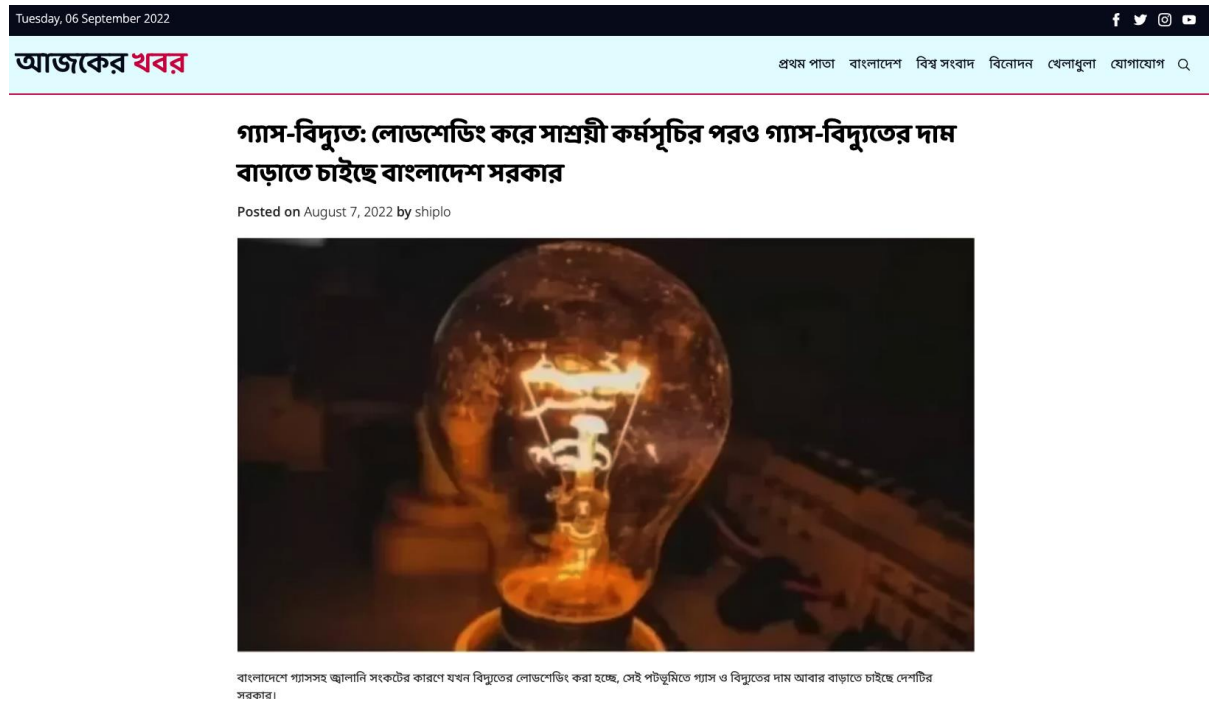 Tuesday, 06 September 2022
আজকের খবর
প্রথম পাতা বাংলাদেশ বিশ্ব সংবাদ বিনোদন খেলাধুলা যোগাযোগ
গ্যাস-বিদ্যুত: লোডশেডিং করে সাশ্রয়ী কর্মসূচির পরও গ্যাস-বিদ্যুতের দাম
বাড়াতে চাইছে বাংলাদেশ সরকার
Posted on August 7, 2022 by shiplo
বাংলাদেশে গ্যাসসহ জ্বালানি সংকটের কারণে যখন বিদ্যুতের লোডশেডিং করা হচ্ছে, সেই পটভূমিতে গ্যাস ও বিদ্যুতের দাম আবার বাড়াতে চাইছে দেশটির
সরকার।